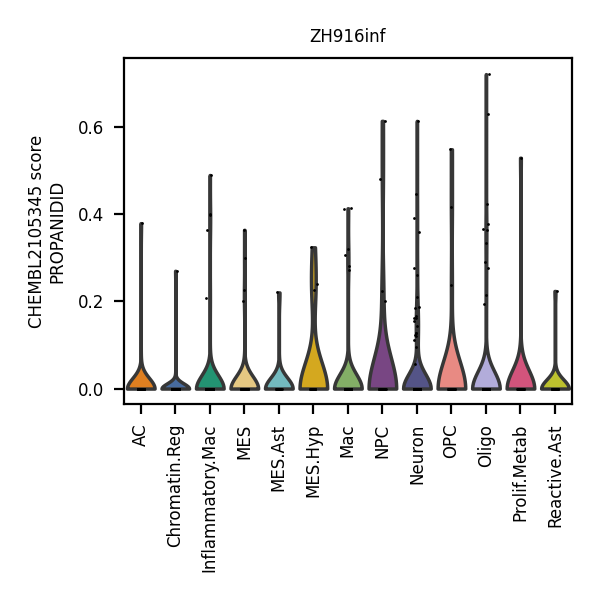 ZH916inf
CHEMBL2105345 score
PROPANIDID
0.6
0.4
0.2
0.0
AC
Chromatin.Reg
Inflammatory.Mac
MES
MES.Ast
MES.Hyp
Mac
NPC
Neuron
OPC
Oligo
Prolif.Metab
Reactive.Ast